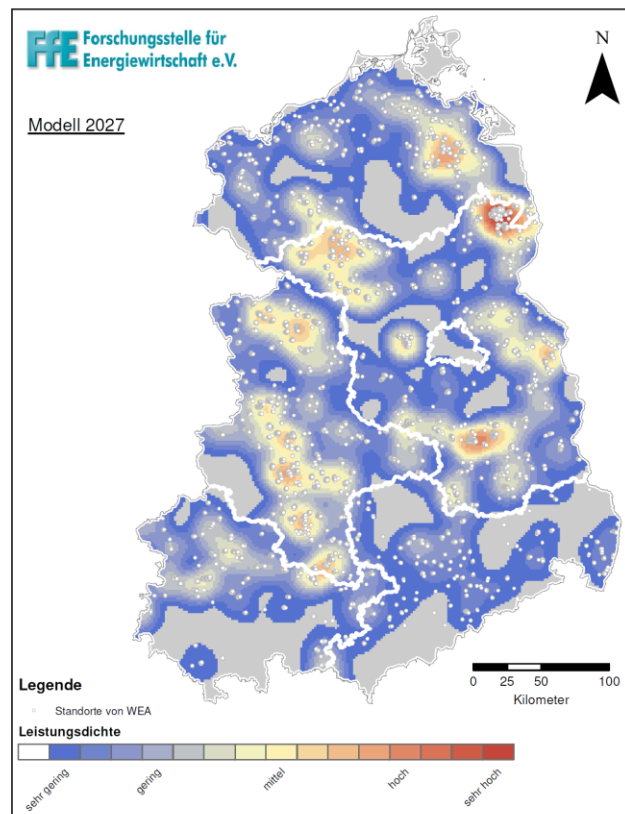 FfE Forschungsstelle für
Energiewirtschaft e.V.
N
Modell 2027
Legende
Standorte von WEA
0 25 50 100
Kilometer
Leistungsdichte
sehr gering gering mittel hoch sehr hoch